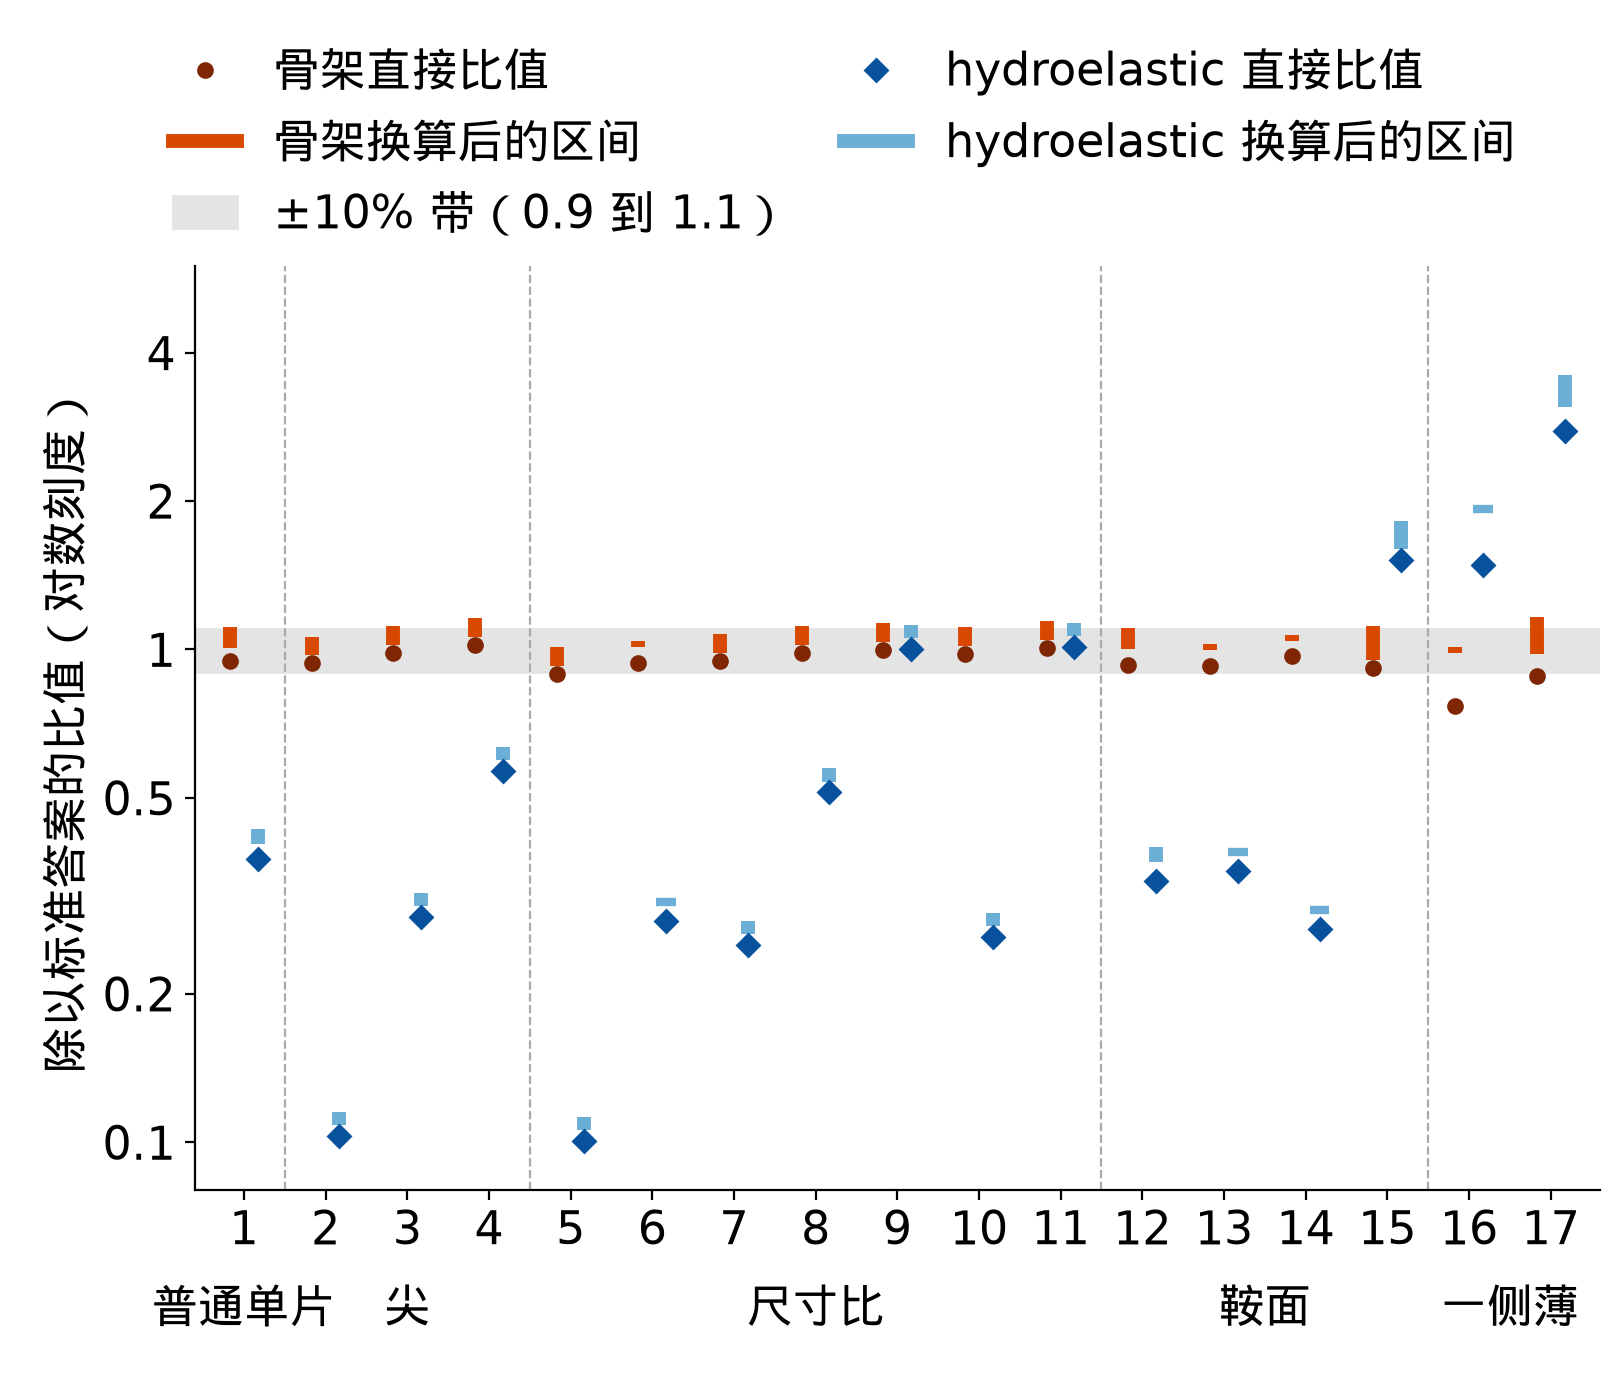 骨架直接比值
hydroelastic 直接比值
骨架换算后的区间
hydroelastic 换算后的区间
±10% 带（0.9 到 1.1）
除以标准答案的比值（对数刻度）
4
2
1
0.5
0.2
0.1
1 2 3 4 5 6 7 8 9 10 11 12 13 14 15 16 17
普通单片 尖 尺寸比 鞍面 一侧薄